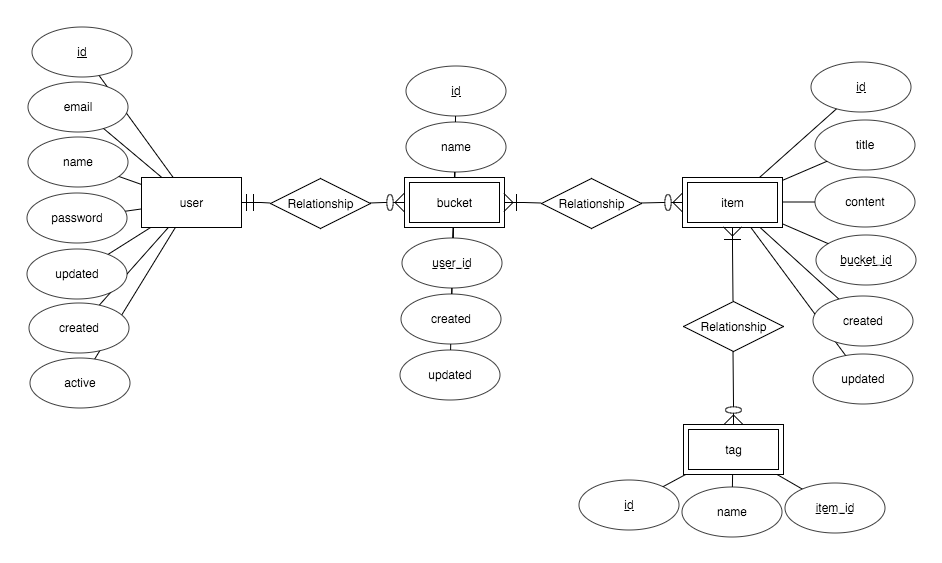 id
email
name
password
updated
created
active
user
Relationship
id
name
bucket
user_id
created
updated
Relationship
item
id
title
content
bucket_id
created
updated
Relationship
tag
id
name
item_id